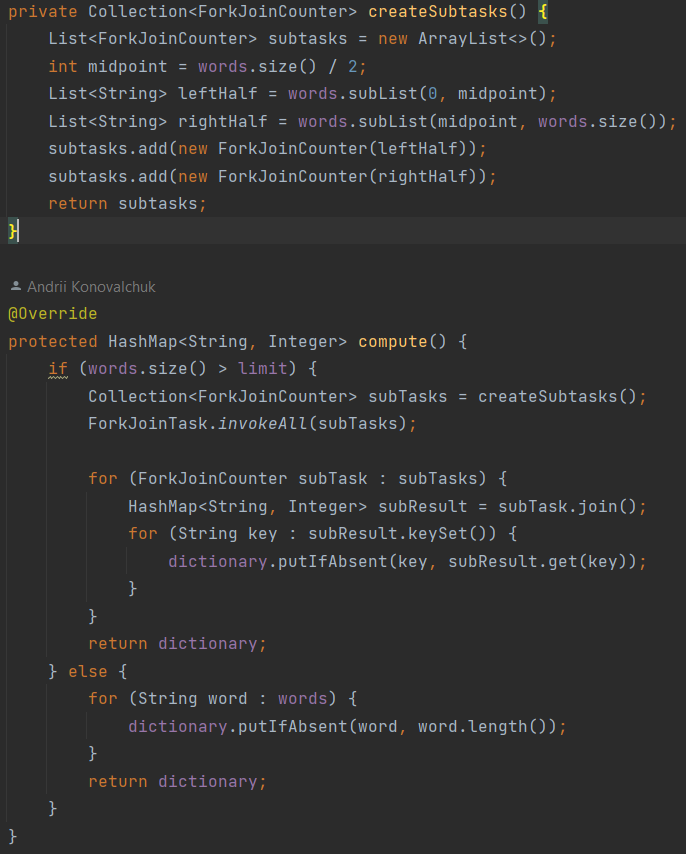 private Collection<ForkJoinCounter> createSubtasks() {
    List<ForkJoinCounter> subtasks = new ArrayList<>();
    int midpoint = words.size() / 2;
    List<String> leftHalf = words.subList(0, midpoint);
    List<String> rightHalf = words.subList(midpoint, words.size());
    subtasks.add(new ForkJoinCounter(leftHalf));
    subtasks.add(new ForkJoinCounter(rightHalf));
    return subtasks;
}
Andrii Konovalchuk
@Override
protected HashMap<String, Integer> compute() {
    if (words.size() > limit) {
        Collection<ForkJoinCounter> subTasks = createSubtasks();
        ForkJoinTask.invokeAll(subTasks);
        for (ForkJoinCounter subTask : subTasks) {
            HashMap<String, Integer> subResult = subTask.join();
            for (String key : subResult.keySet()) {
                dictionary.putIfAbsent(key, subResult.get(key));
            }
        }
        return dictionary;
    } else {
        for (String word : words) {
            dictionary.putIfAbsent(word, word.length());
        }
        return dictionary;
    }
}